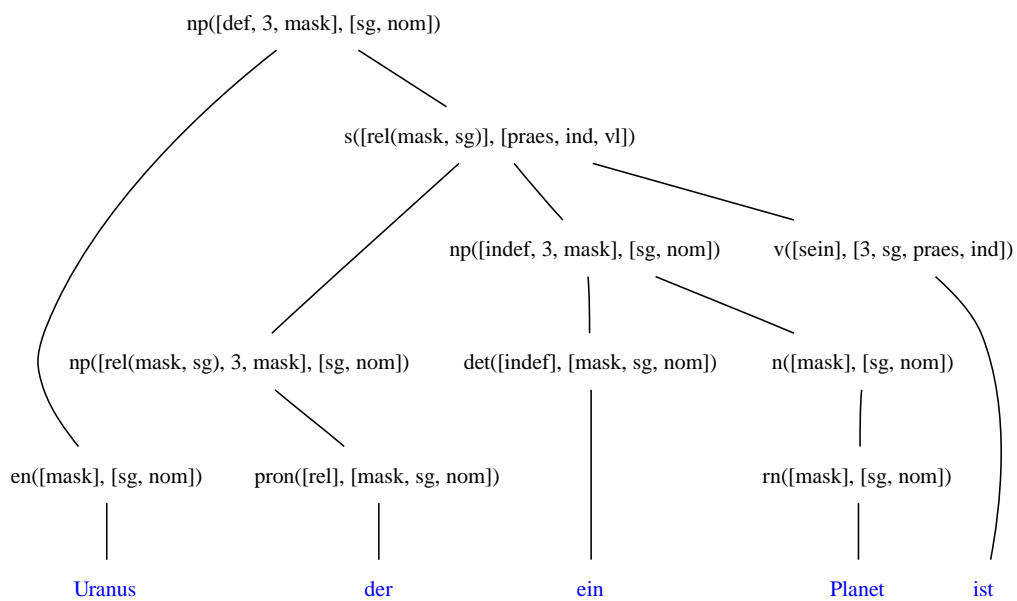 np([def, 3, mask], [sg, nom])
s([rel(mask, sg)], [praes, ind, vl])
np([indef, 3, mask], [sg, nom]) v([sein], [3, sg, praes, ind])
np([rel(mask, sg), 3, mask], [sg, nom]) det([indef], [mask, sg, nom]) n([mask], [sg, nom])
en([mask], [sg, nom]) pron([rel], [mask, sg, nom]) rn([mask], [sg, nom])
Uranus der ein Planet ist